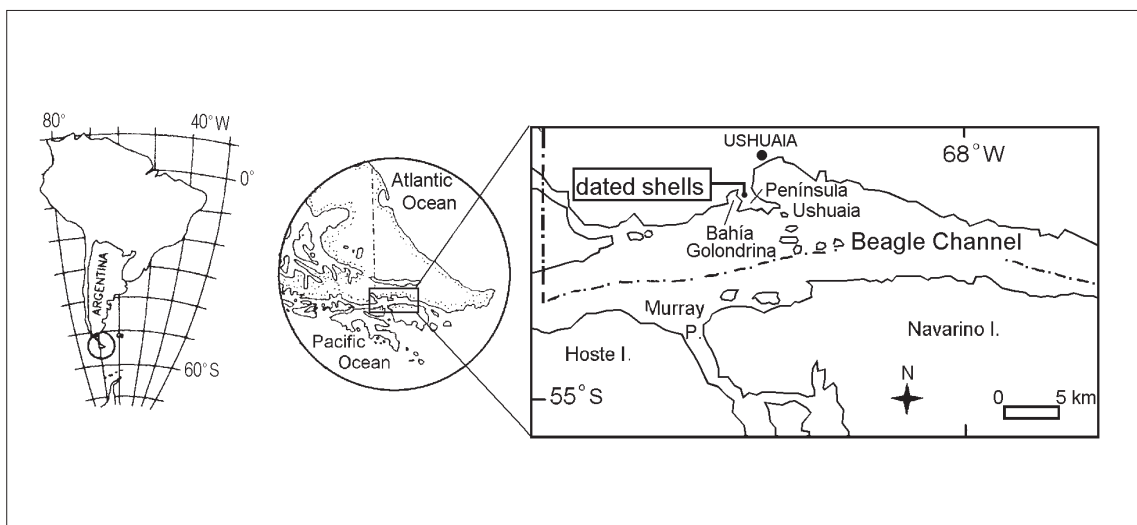 80°
40°W
0°
ARGENTINA
60°S
Atlantic
Ocean
Pacific
Ocean
USHUAIA
68°W
dated shells
Península
Ushuaia
Bahía
Golondrina
Beagle Channel
Murray
P.
Hoste I.
Navarino I.
N
55°S
0 5 km